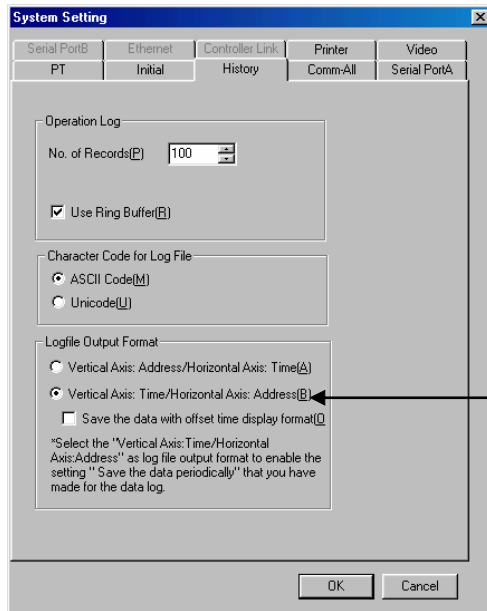 System Setting
Serial PortB Ethernet Controller Link Printer Video
PT Initial History Comm-All Serial PortA
Operation Log
No. of Records(P) 100
Use Ring Buffer(R)
Character Code for Log File
ASCII Code(M)
Unicode(U)
Logfile Output Format
Vertical Axis: Address/Horizontal Axis: Time(A)
Vertical Axis: Time/Horizontal Axis: Address(B)
Save the data with offset time display format(O
*Select the "Vertical Axis:Time/Horizontal
Axis:Address" as log file output format to enable the
setting " Save the data periodically" that you have
made for the data log.
OK Cancel